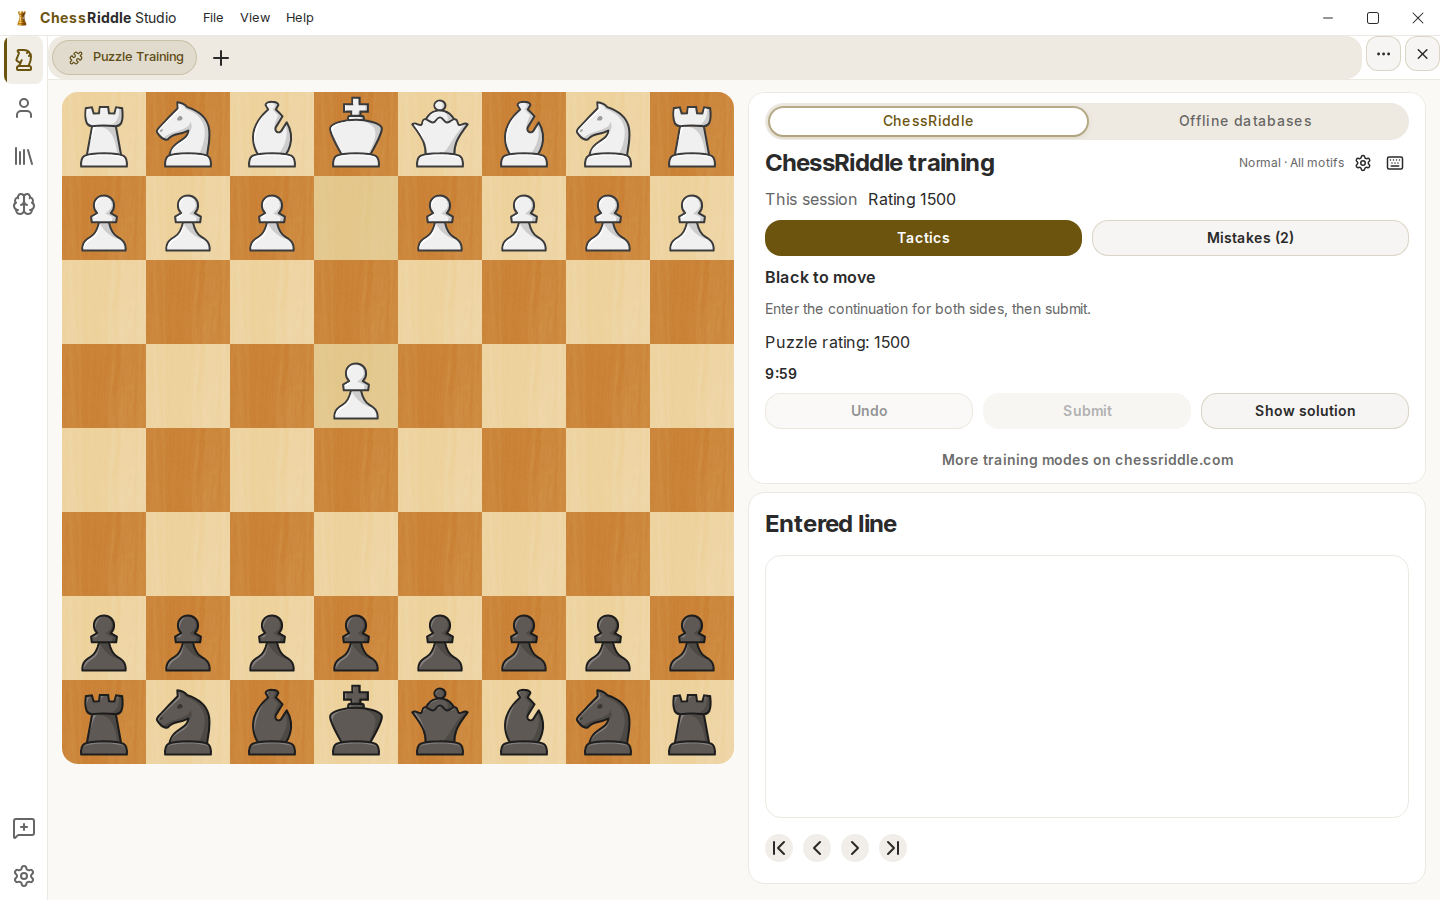 ChessRiddle Studio File View Help
Puzzle Training
ChessRiddle Offline databases
ChessRiddle training Normal · All motifs
This session Rating 1500
Tactics Mistakes (2)
Black to move
Enter the continuation for both sides, then submit.
Puzzle rating: 1500
9:59
Undo Submit Show solution
More training modes on chessriddle.com
Entered line